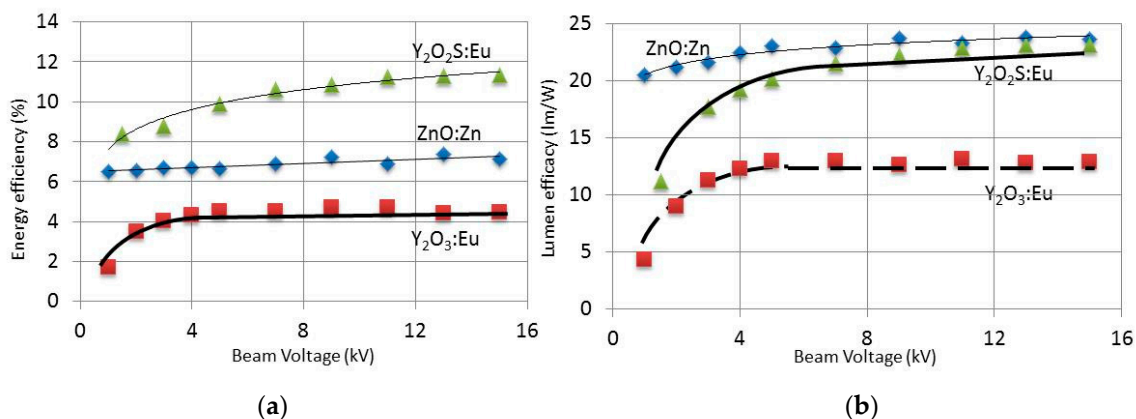 14
12
10
8
6
4
2
0
Energy efficiency (%)
Y₂O₂S:Eu
ZnO:Zn
Y₂O₃:Eu
0 4 8 12 16
Beam Voltage (kV)
(a)
25
20
15
10
5
0
Lumen efficacy (lm/W)
ZnO:Zn
Y₂O₂S:Eu
Y₂O₃:Eu
0 4 8 12 16
Beam Voltage (kV)
(b)